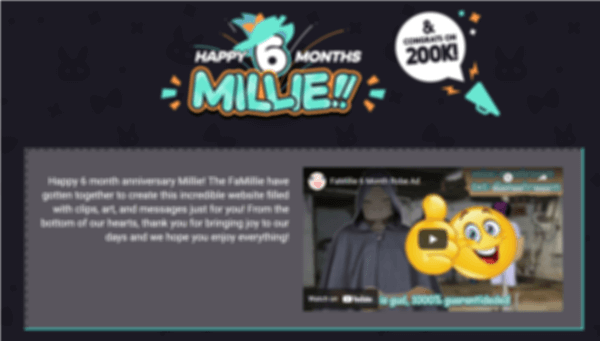 HAPPY 6 MONTHS
MILLIE!!
& CONGRATS ON
200K!
Happy 6 month anniversary Millie! The FaMillie have
gotten together to create this incredible website filled
with clips, art, and messages just for you! From the
bottom of our hearts, thank you for bringing joy to our
days and we hope you enjoy everything!
FaMillie 6 Month Robe Ad
Watch on YouTube
is gud, 1000% guarantideded!